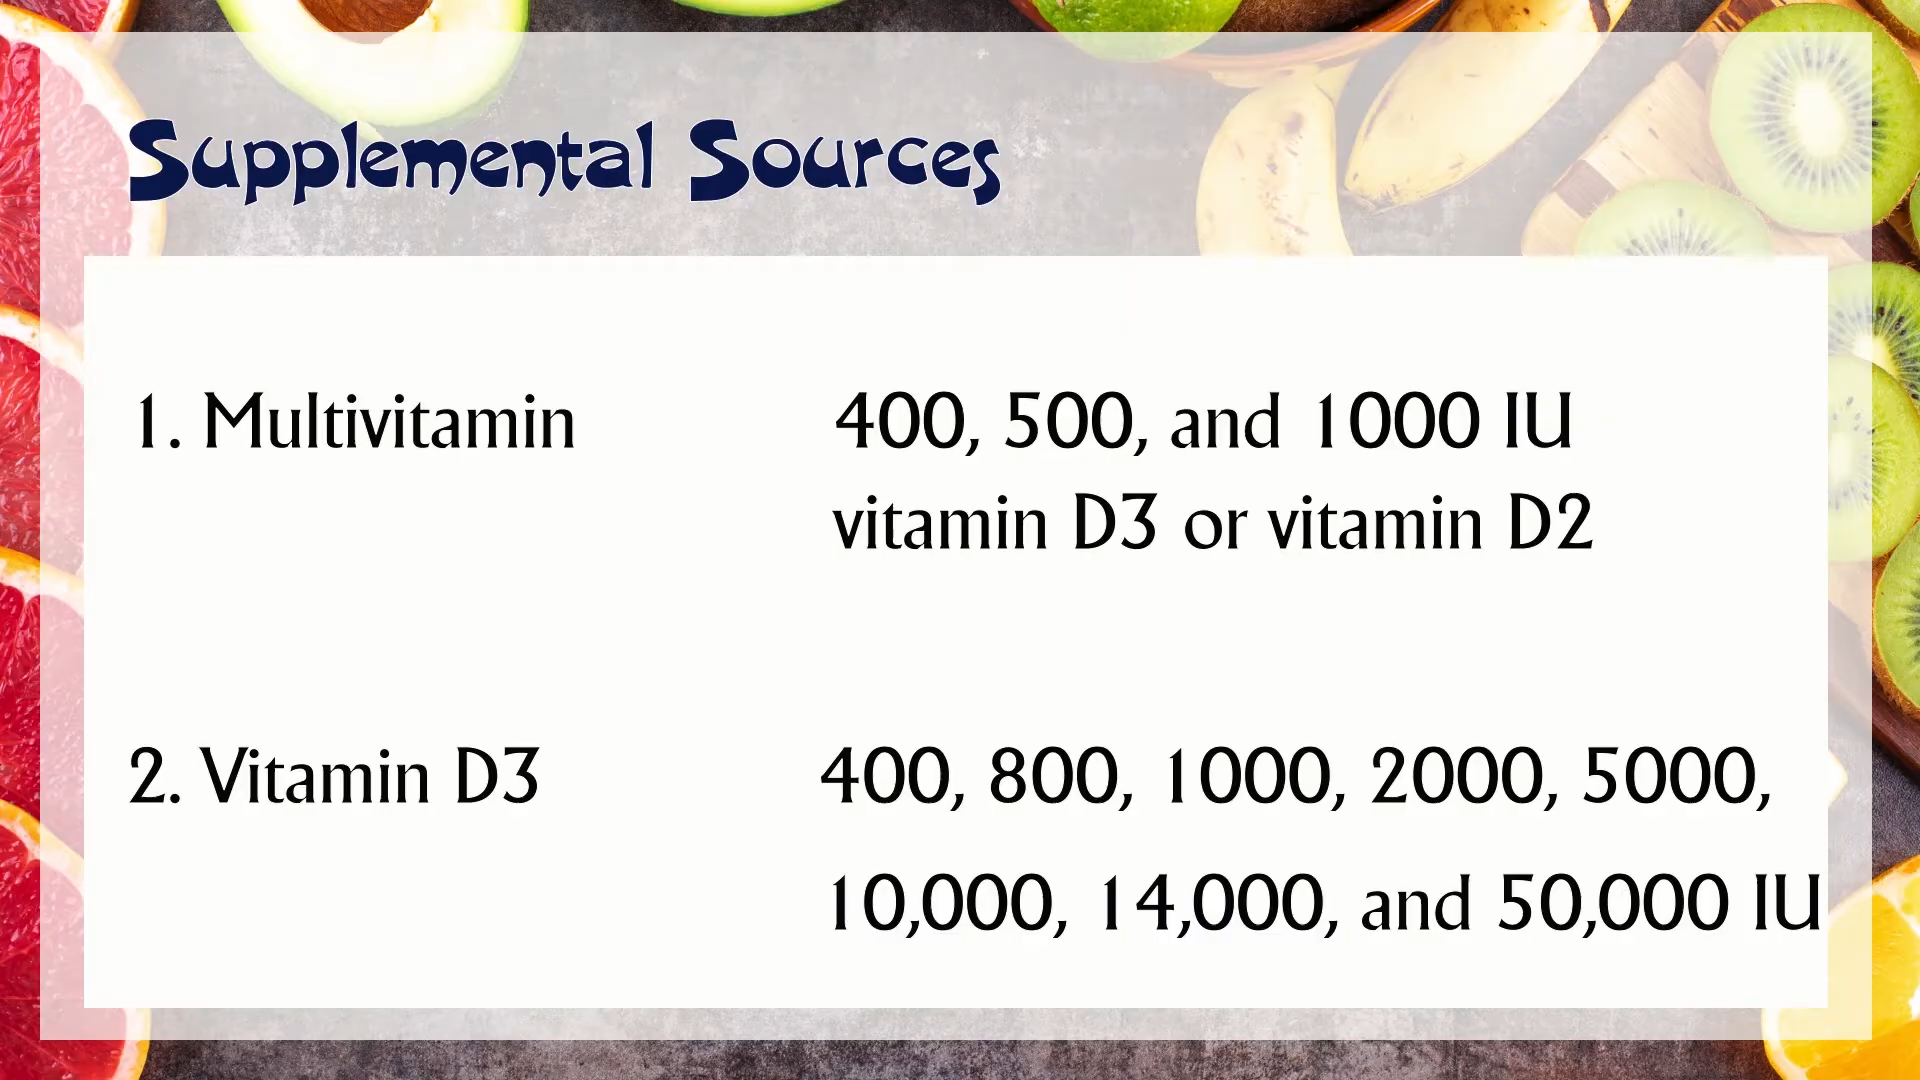 Supplemental Sources
1. Multivitamin 400, 500, and 1000 IU
vitamin D3 or vitamin D2
2. Vitamin D3 400, 800, 1000, 2000, 5000,
10,000, 14,000, and 50,000 IU